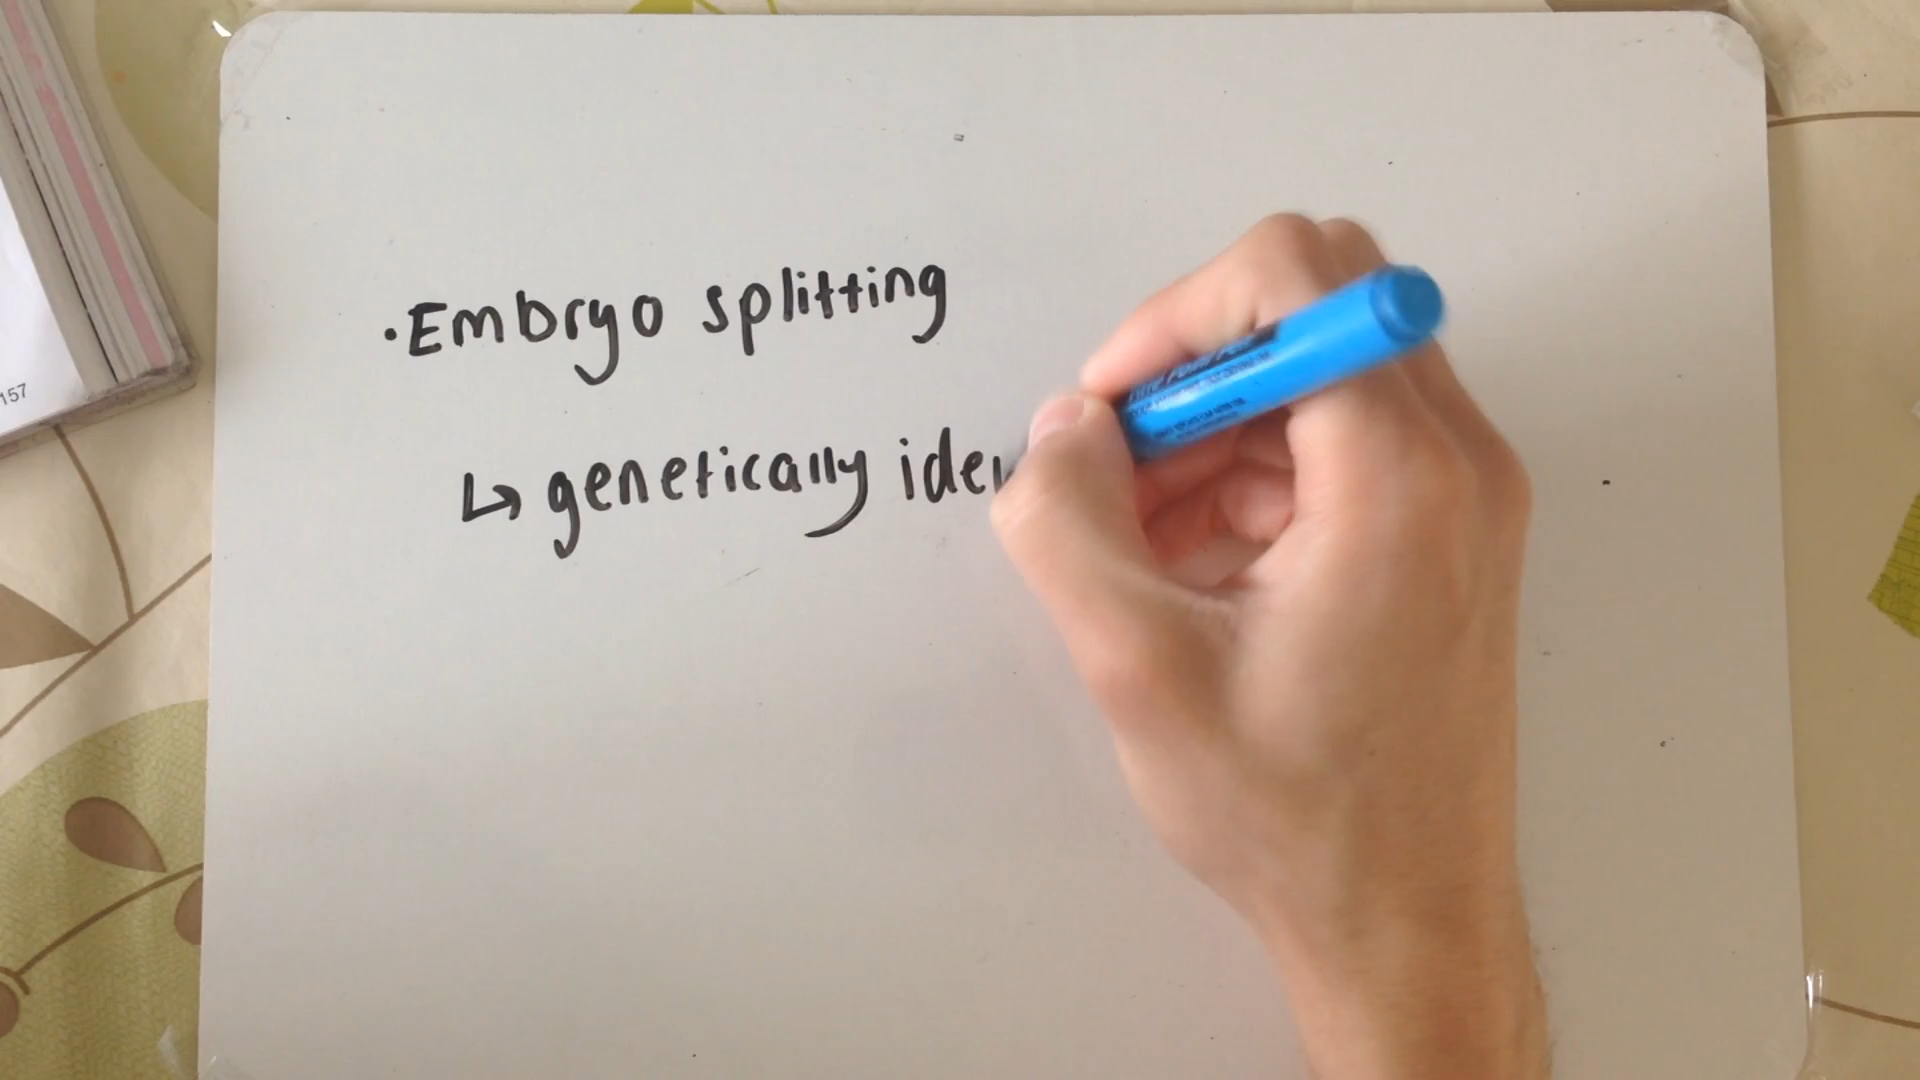 ·Embryo splitting
↳ genetically iden
157